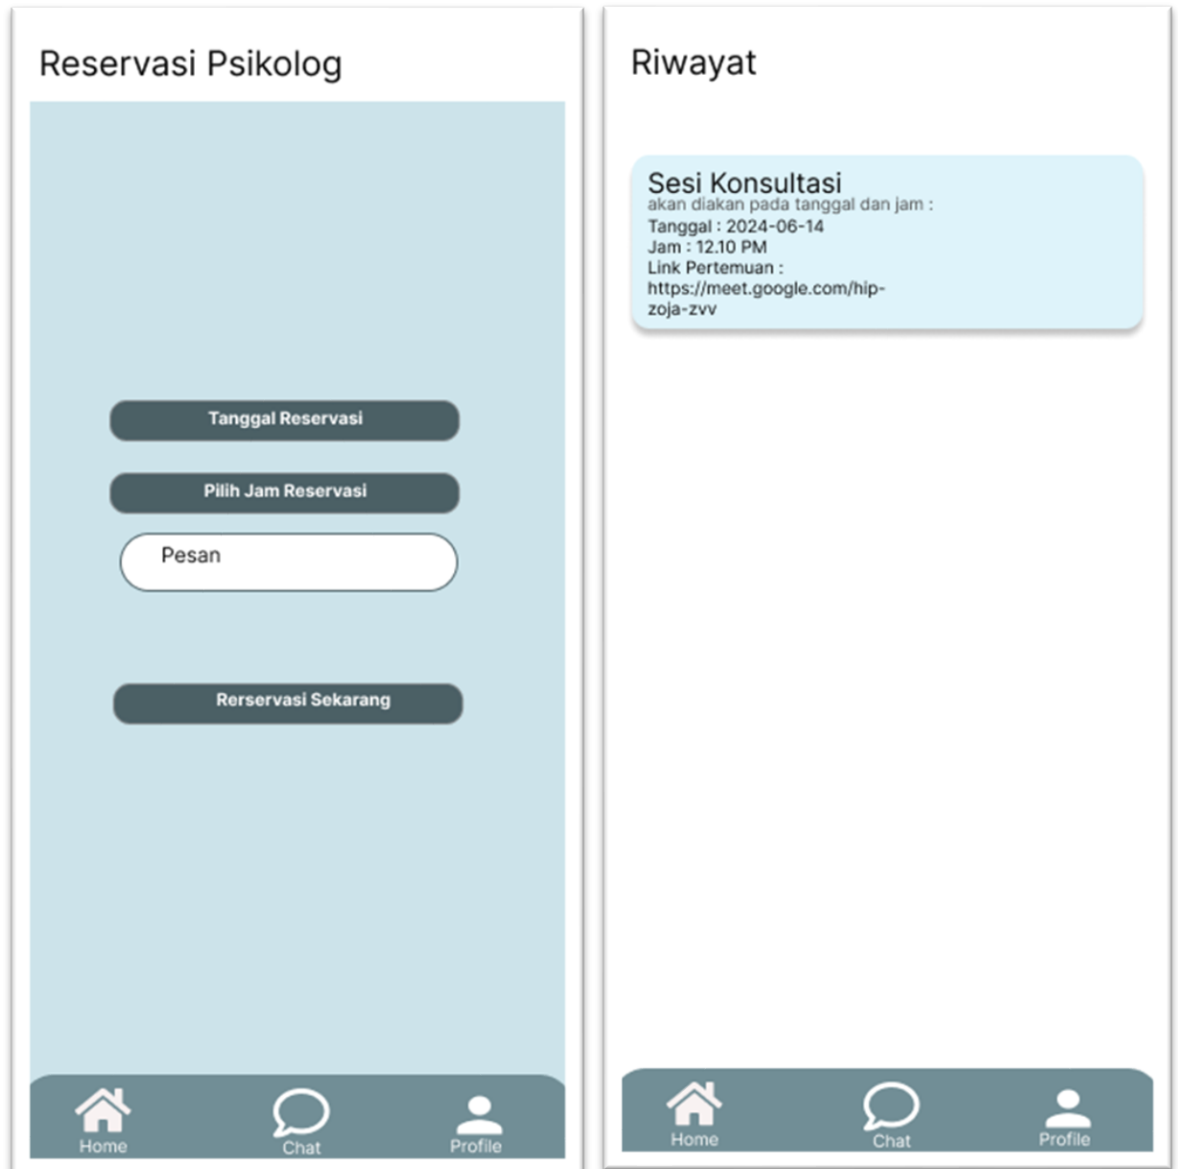 Reservasi Psikolog
Tanggal Reservasi
Pilih Jam Reservasi
Pesan
Rerservasi Sekarang
Home
Chat
Profile
Riwayat
Sesi Konsultasi
akan diakan pada tanggal dan jam :
Tanggal : 2024-06-14
Jam : 12.10 PM
Link Pertemuan :
https://meet.google.com/hip-
zoja-zvv
Home
Chat
Profile